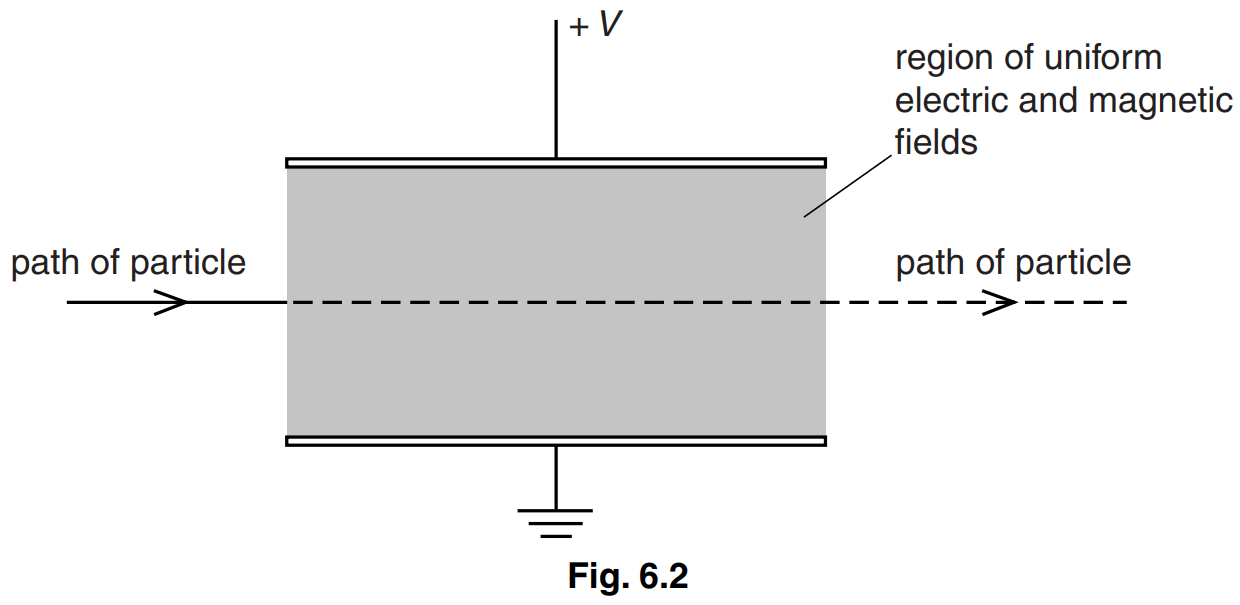 + V
region of uniform
electric and magnetic
fields
path of particle
path of particle
Fig. 6.2